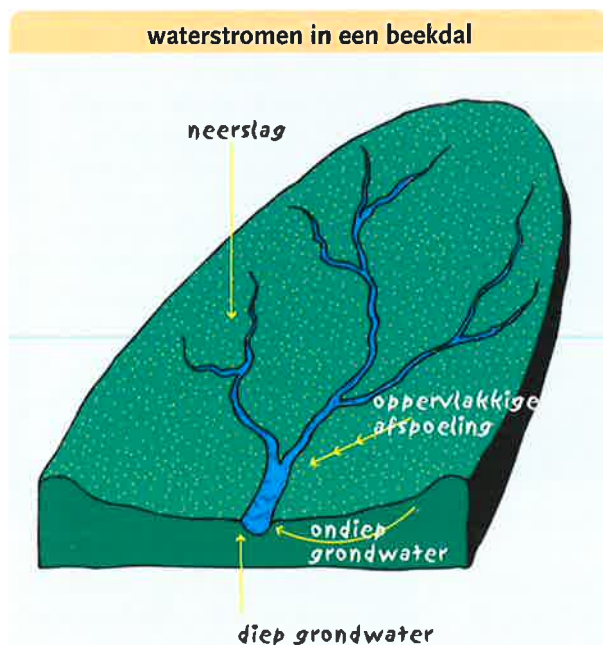 waterstromen in een beekdal
neerslag
oppervlakkige
afspoeling
ondiep
grondwater
diep grondwater